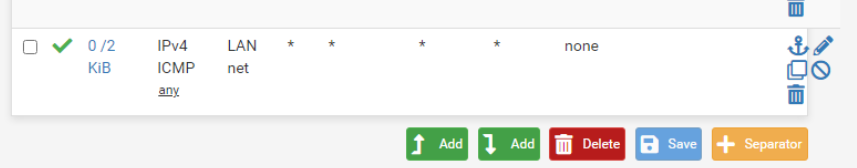 0 /2 IPv4 LAN * * * * none
KiB ICMP net
any
Add Add Delete Save Separator